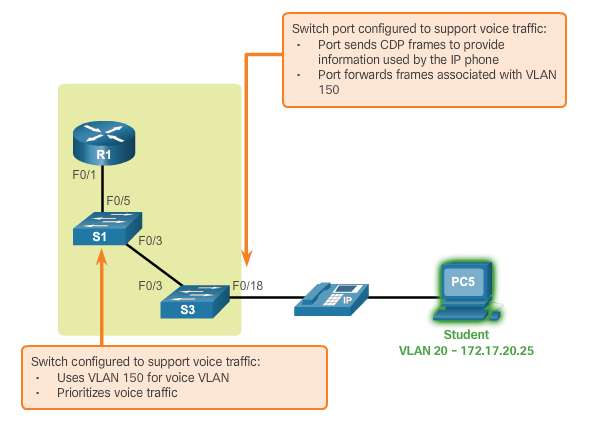 Switch port configured to support voice traffic:
• Port sends CDP frames to provide
information used by the IP phone
• Port forwards frames associated with VLAN
150
R1
F0/1
F0/5
S1
F0/3
F0/3
S3
F0/18
IP
PC5
Student
VLAN 20 – 172.17.20.25
Switch configured to support voice traffic:
• Uses VLAN 150 for voice VLAN
• Prioritizes voice traffic